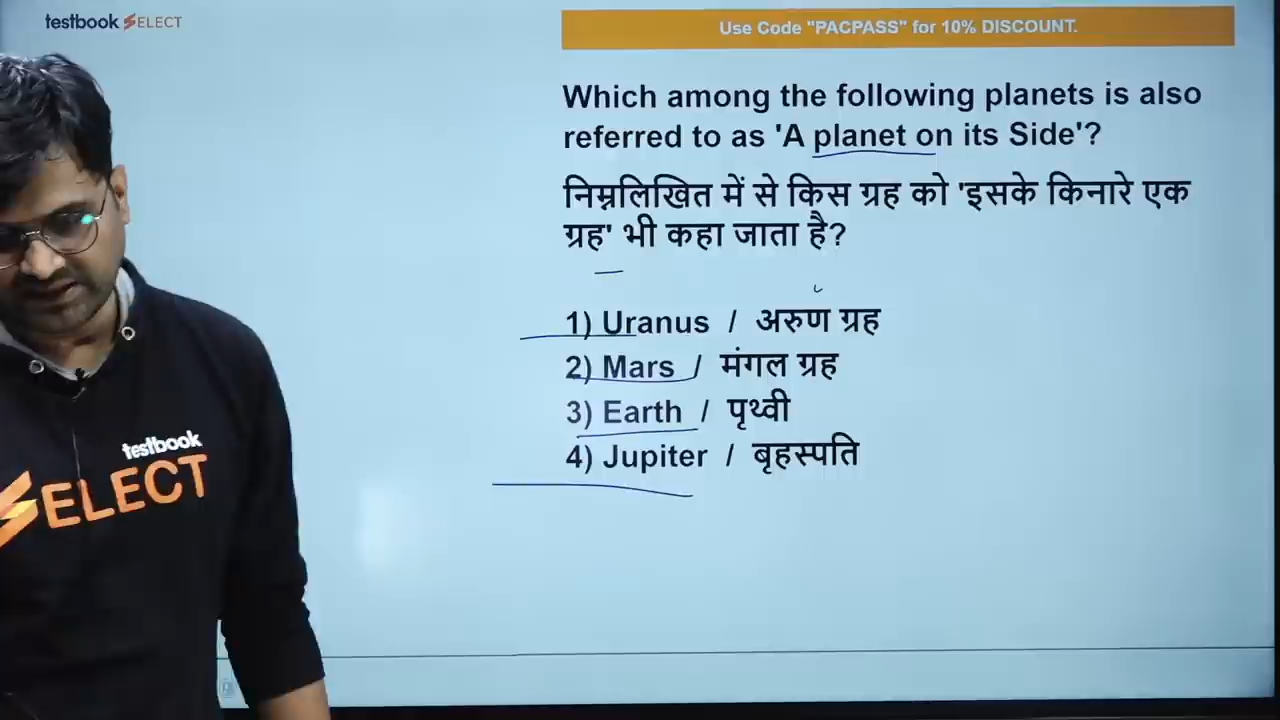 testbook SELECT
Use Code "PACPASS" for 10% DISCOUNT.
Which among the following planets is also
referred to as 'A planet on its Side'?
निम्नलिखित में से किस ग्रह को 'इसके किनारे एक
ग्रह' भी कहा जाता है?
1) Uranus / अरुण ग्रह
2) Mars / मंगल ग्रह
3) Earth / पृथ्वी
4) Jupiter / बृहस्पति
testbook
SELECT